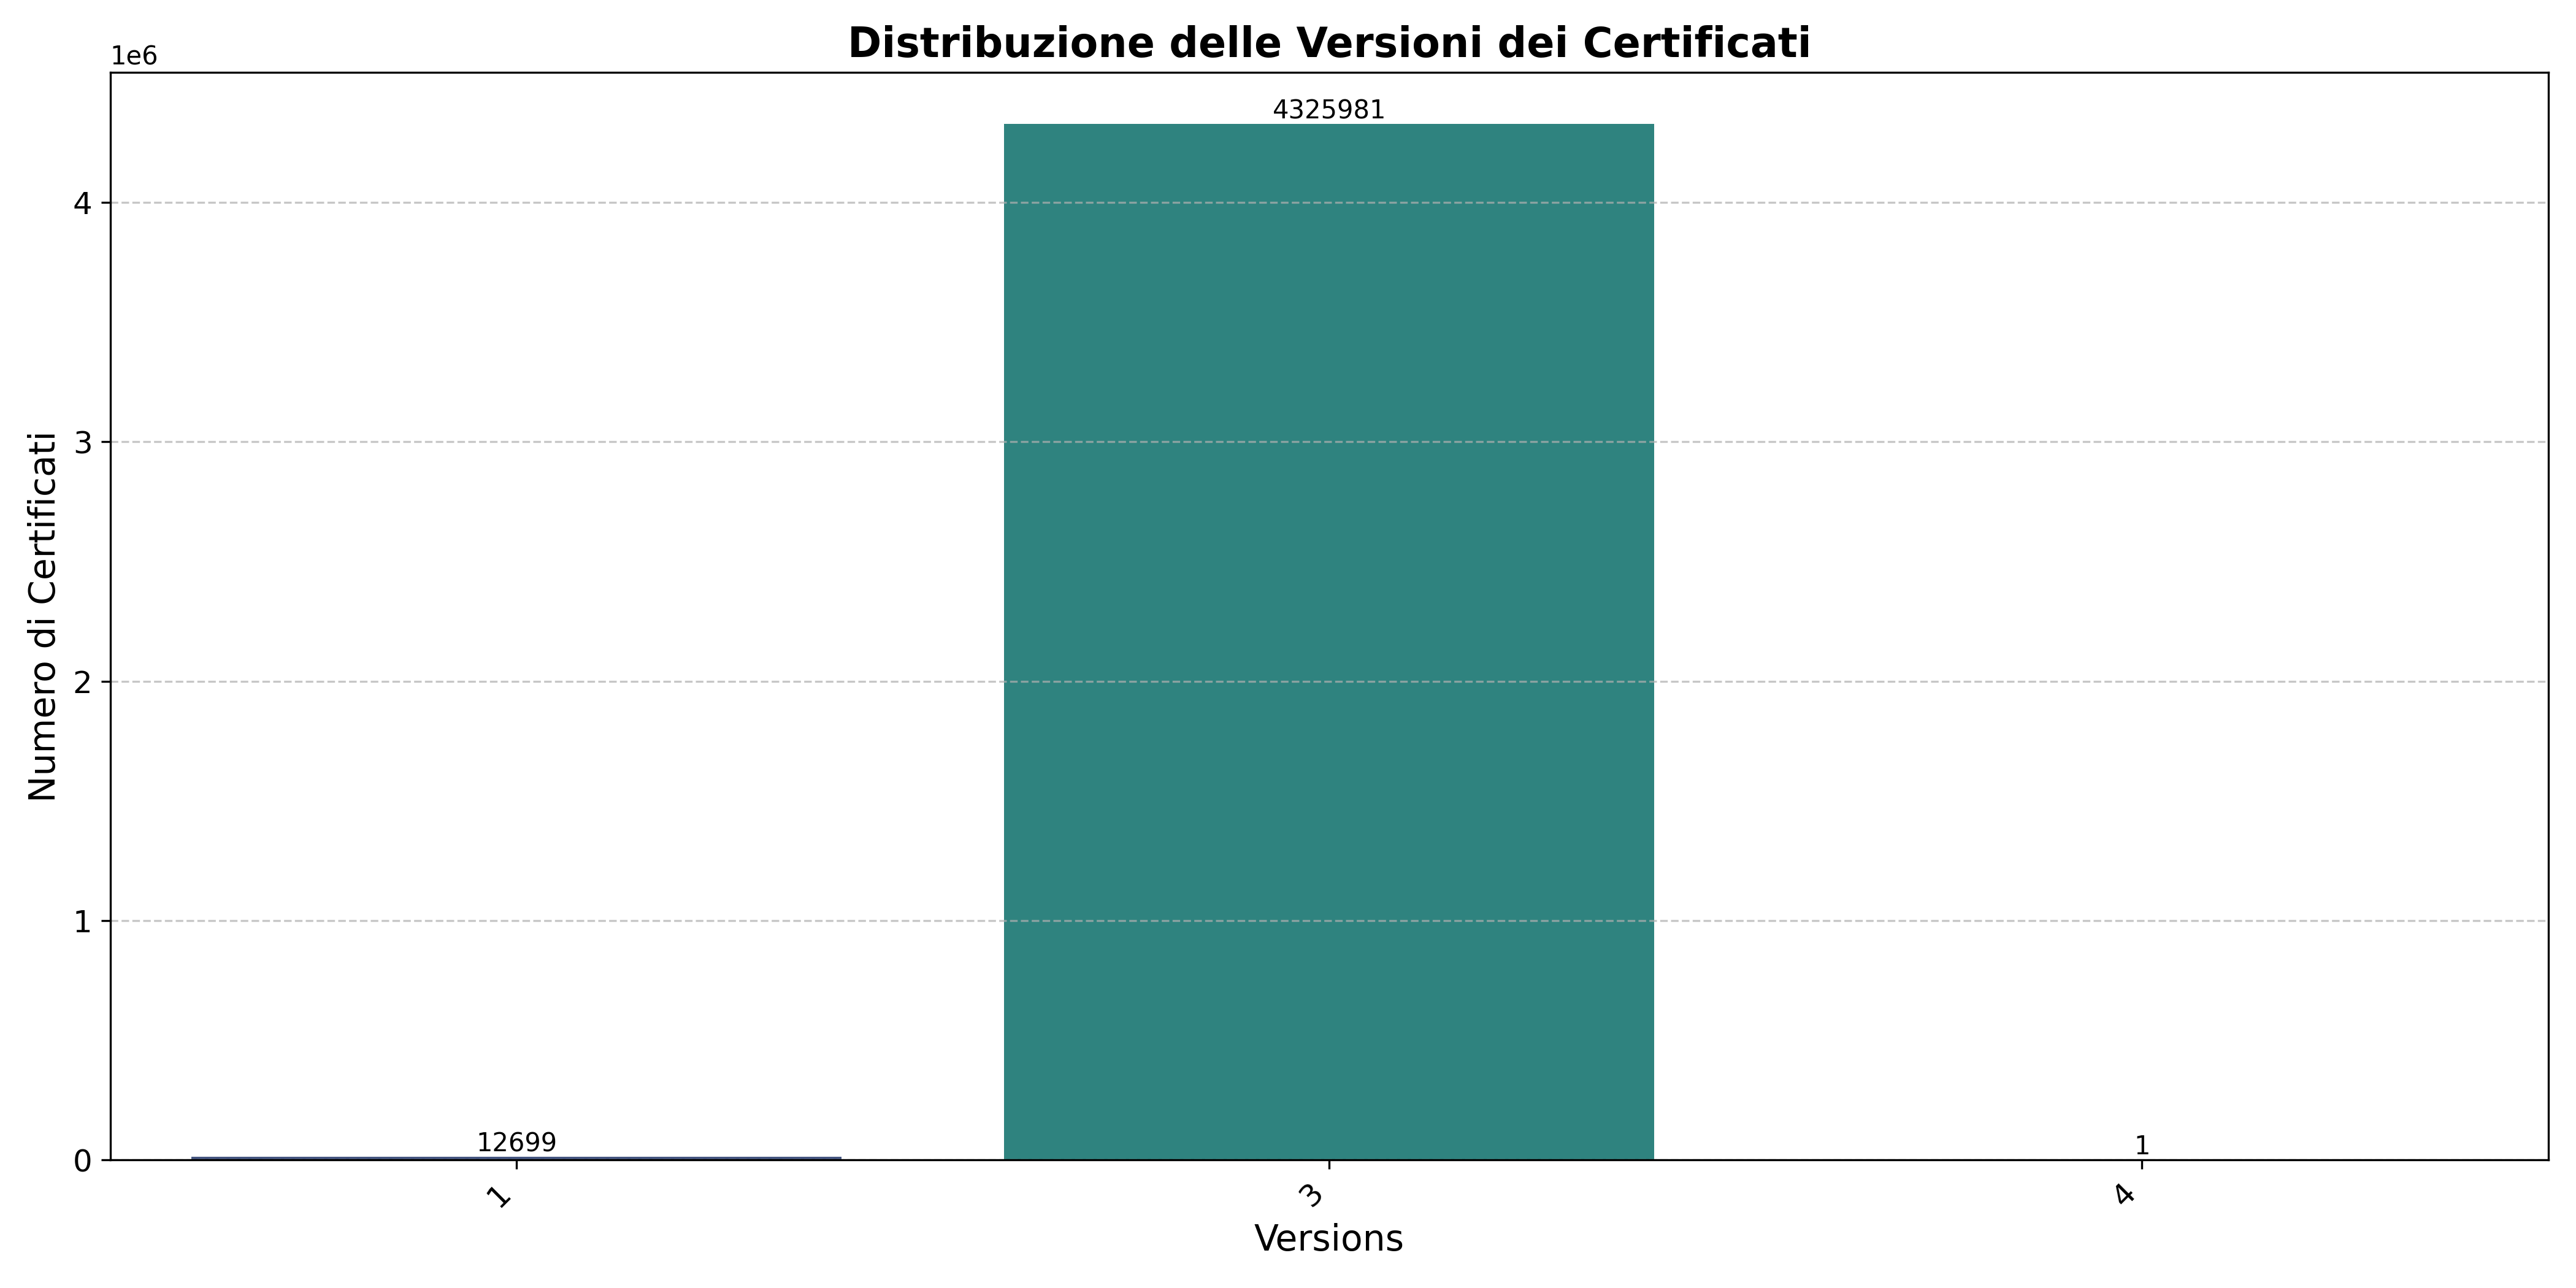 Distribuzione delle Versioni dei Certificati
1e6
4325981
4
3
2
1
0
Numero di Certificati
12699
1
1
3
4
Versions